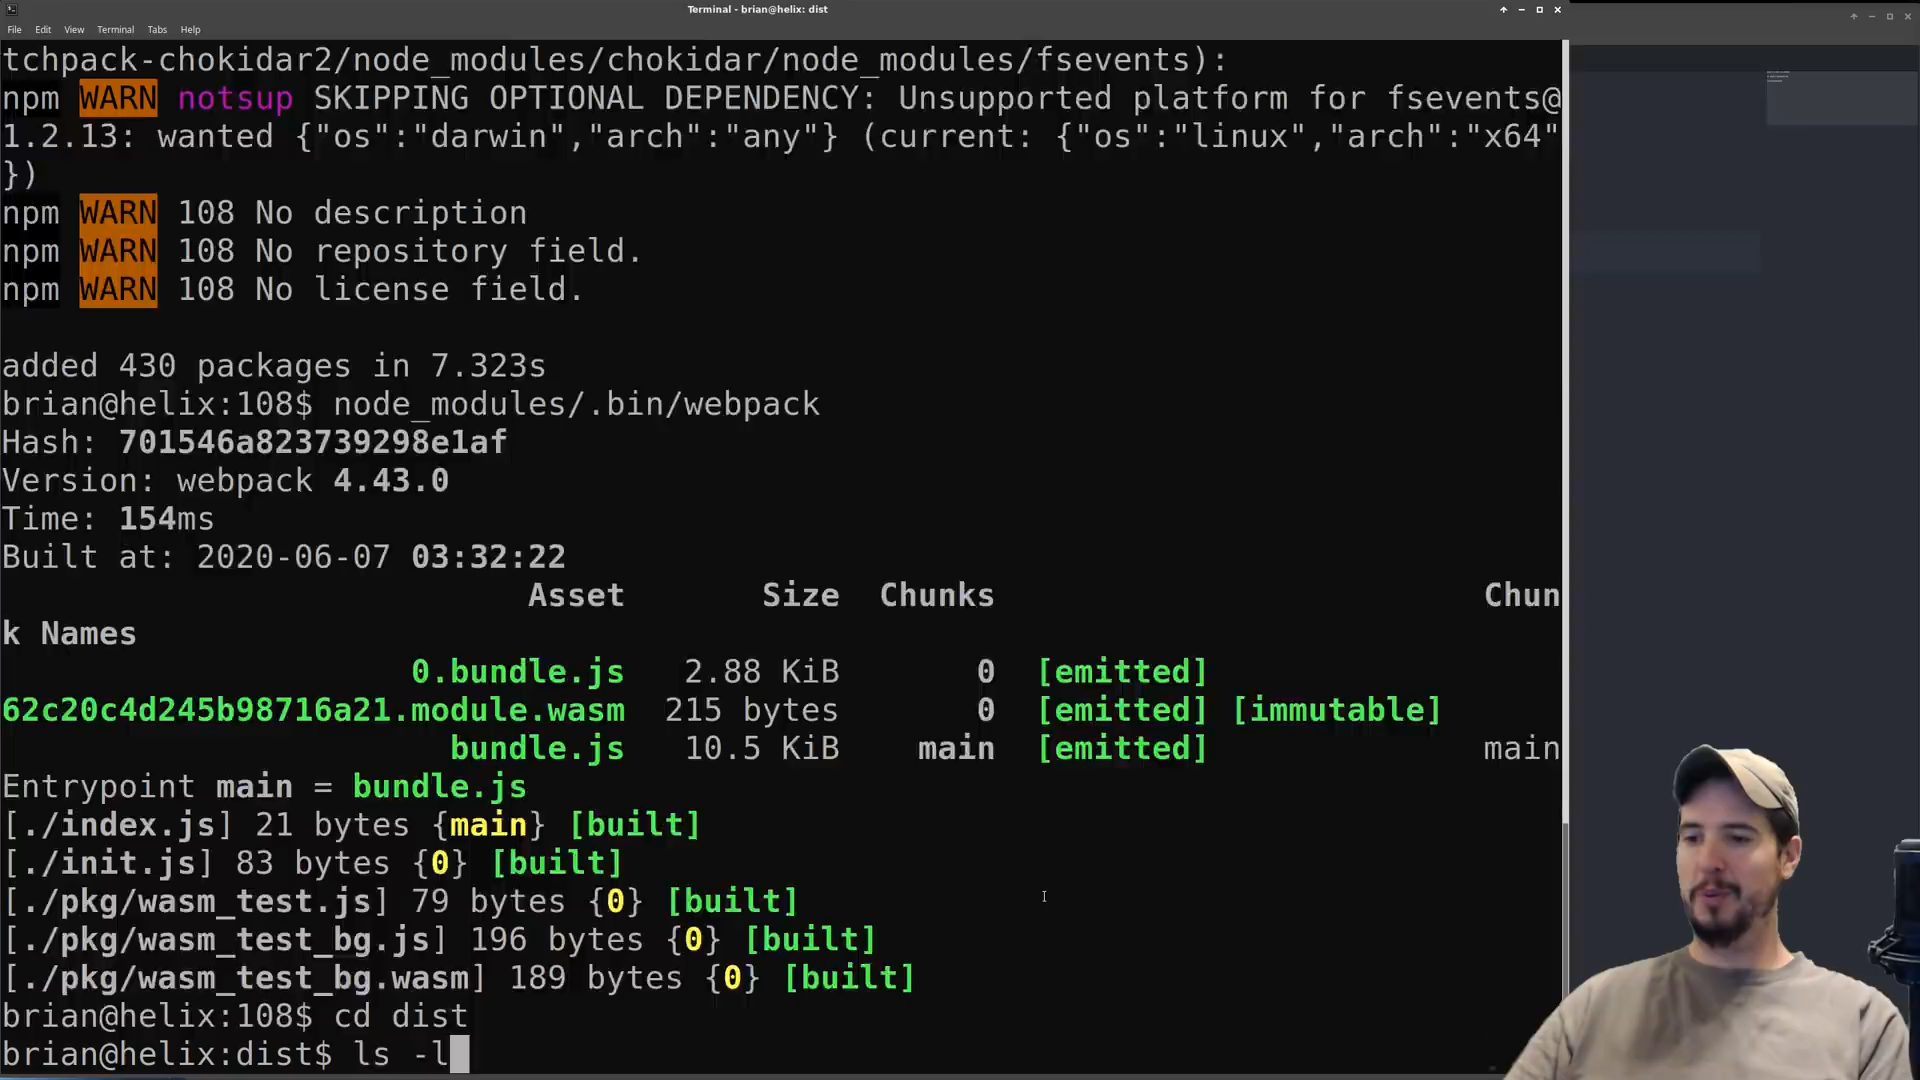 Terminal - brian@helix: dist
File Edit View Terminal Tabs Help
tchpack-chokidar2/node_modules/chokidar/node_modules/fsevents):
npm WARN notsup SKIPPING OPTIONAL DEPENDENCY: Unsupported platform for fsevents@
1.2.13: wanted {"os":"darwin","arch":"any"} (current: {"os":"linux","arch":"x64"
})
npm WARN 108 No description
npm WARN 108 No repository field.
npm WARN 108 No license field.
added 430 packages in 7.323s
brian@helix:108$ node_modules/.bin/webpack
Hash: 701546a823739298e1af
Version: webpack 4.43.0
Time: 154ms
Built at: 2020-06-07 03:32:22
Asset Size Chunks Chun
k Names
0.bundle.js 2.88 KiB 0 [emitted]
62c20c4d245b98716a21.module.wasm 215 bytes 0 [emitted] [immutable]
bundle.js 10.5 KiB main [emitted] main
Entrypoint main = bundle.js
[./index.js] 21 bytes {main} [built]
[./init.js] 83 bytes {0} [built]
[./pkg/wasm_test.js] 79 bytes {0} [built]
[./pkg/wasm_test_bg.js] 196 bytes {0} [built]
[./pkg/wasm_test_bg.wasm] 189 bytes {0} [built]
brian@helix:108$ cd dist
brian@helix:dist$ ls -l